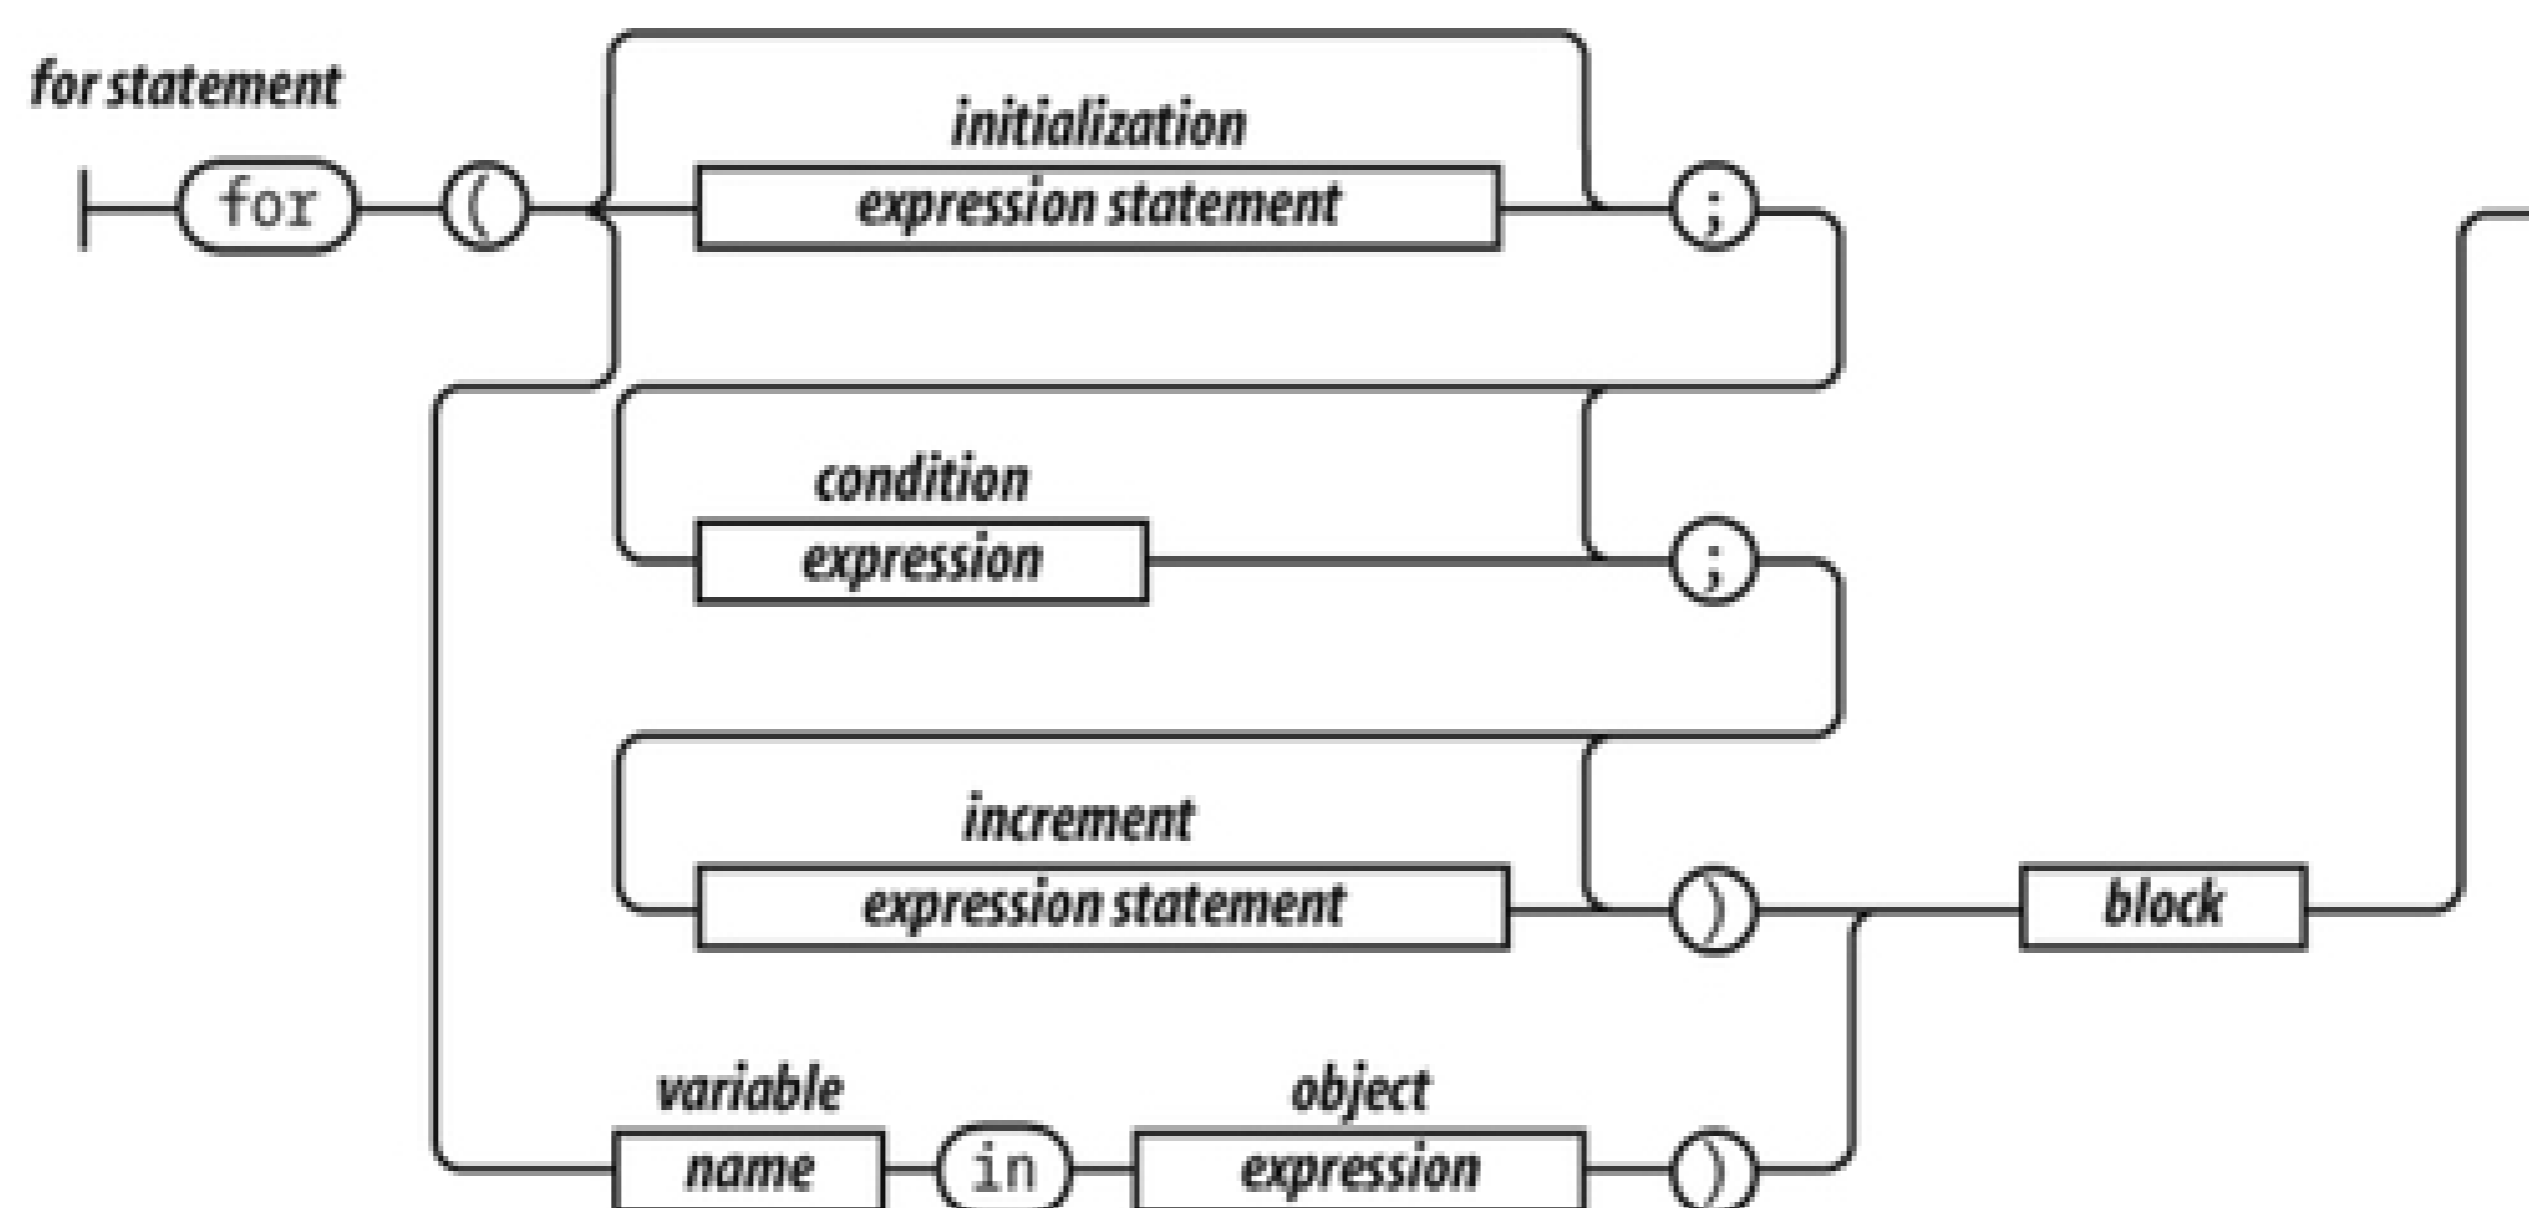 for statement
initialization
for ( expression statement ;
condition
expression ;
increment
expression statement ) block
variable object
name in expression )